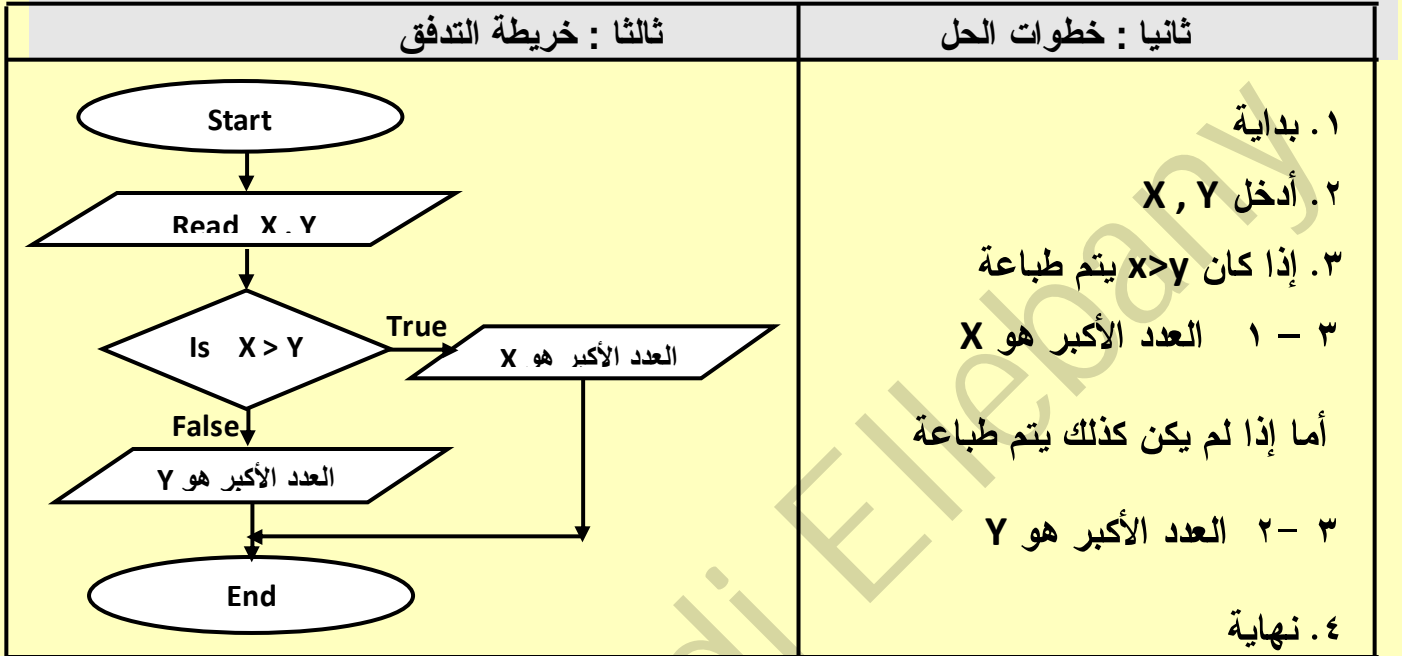 ثانيا : خطوات الحل
١. بداية
٢. أدخل X , Y
٣. إذا كان x>y يتم طباعة
٣ – ١ العدد الأكبر هو X
أما إذا لم يكن كذلك يتم طباعة
٣ –٢ العدد الأكبر هو Y
٤. نهاية
ثالثا : خريطة التدفق
Start
Read X , Y
Is X > Y
True
العدد الأكبر هو X
False
العدد الأكبر هو Y
End
di Ellebany